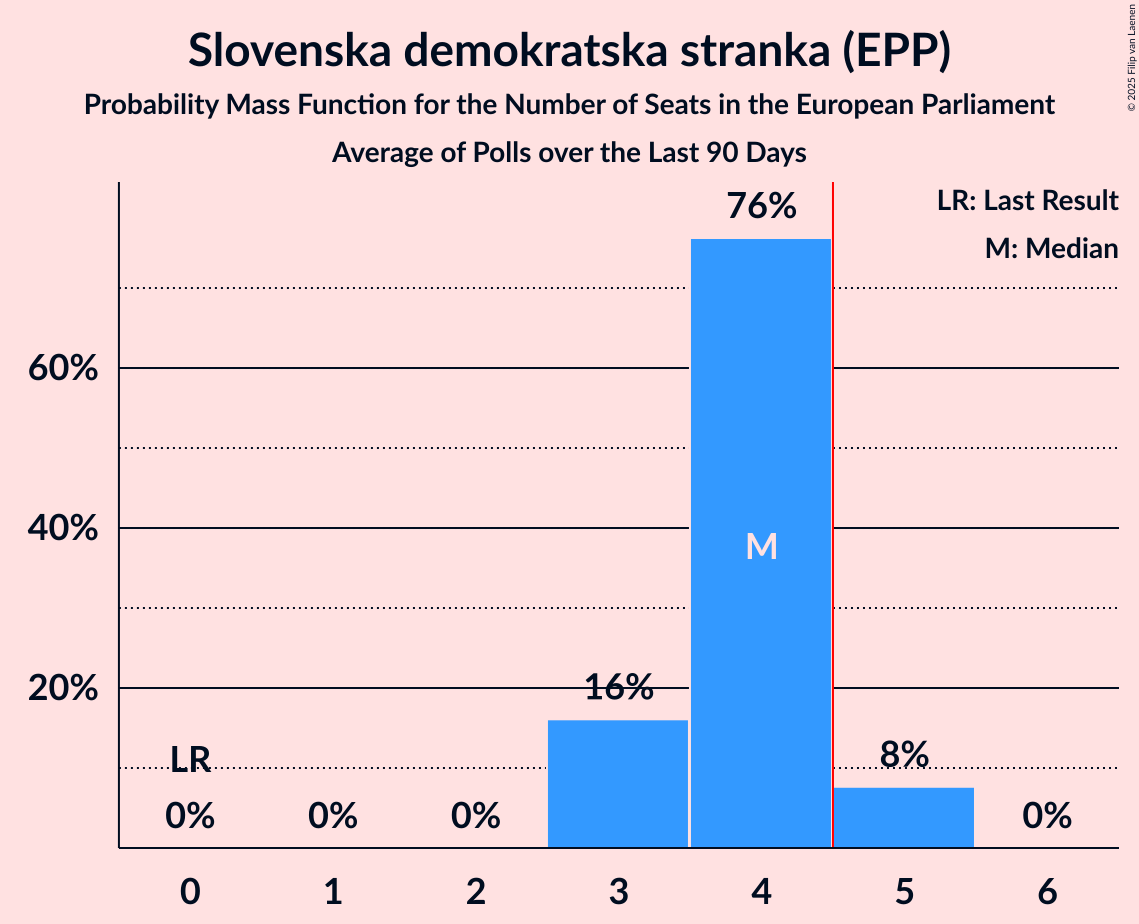 Slovenska demokratska stranka (EPP)
Probability Mass Function for the Number of Seats in the European Parliament
Average of Polls over the Last 90 Days
© 2025 Filip van Laenen
LR: Last Result
M: Median
76%
60%
40%
M
20%
16%
LR
8%
0%
0%
0%
0%
0
1
2
3
4
5
6